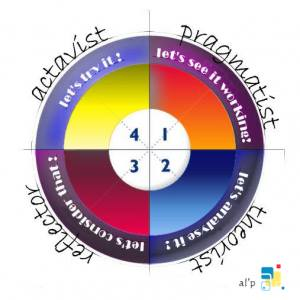 actavist
pragmatist
let's try it!
let's see it working!
4 1
3 2
let's consider that!
let's analyse it!
reflector
theorist
al'p